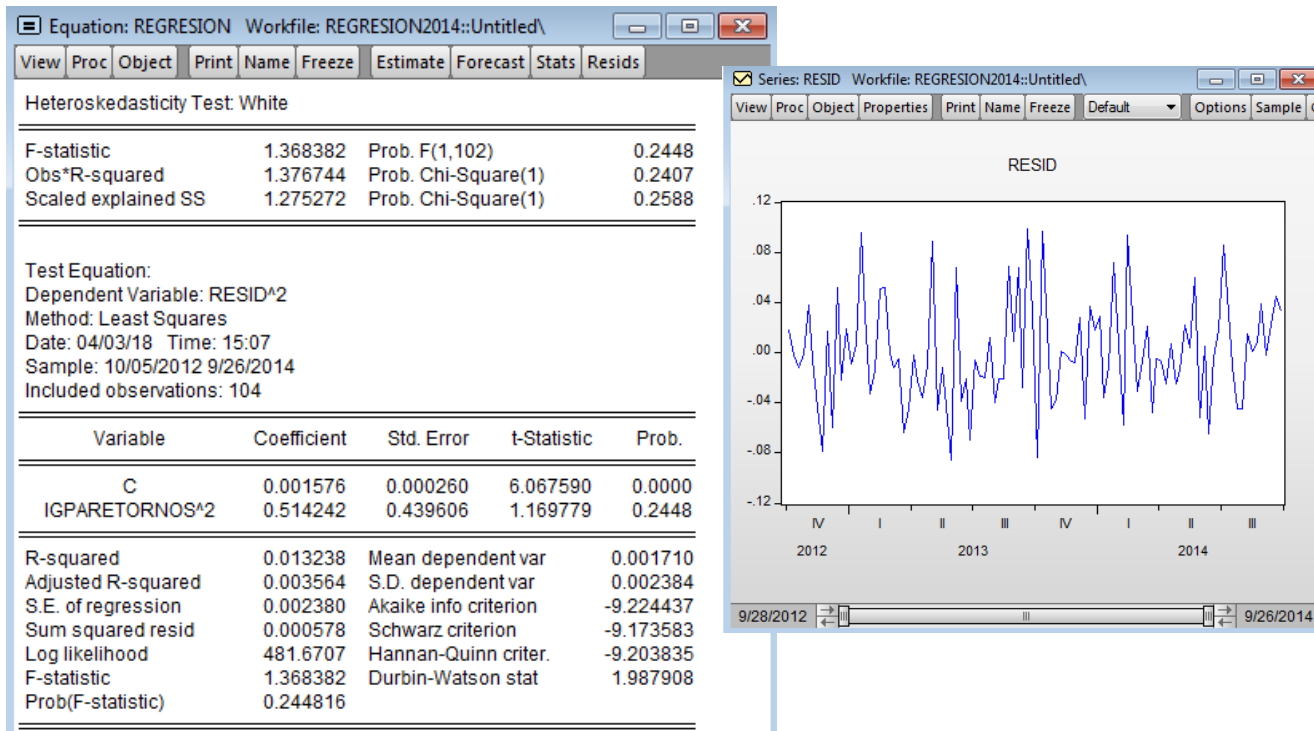 Equation: REGRESION Workfile: REGRESION2014::Untitled\
View Proc Object Print Name Freeze Estimate Forecast Stats Resids
Heteroskedasticity Test: White
F-statistic 1.368382 Prob. F(1,102) 0.2448
Obs*R-squared 1.376744 Prob. Chi-Square(1) 0.2407
Scaled explained SS 1.275272 Prob. Chi-Square(1) 0.2588
Test Equation:
Dependent Variable: RESID^2
Method: Least Squares
Date: 04/03/18 Time: 15:07
Sample: 10/05/2012 9/26/2014
Included observations: 104
Variable Coefficient Std. Error t-Statistic Prob.
C 0.001576 0.000260 6.067590 0.0000
IGPARETORNOS^2 0.514242 0.439606 1.169779 0.2448
R-squared 0.013238 Mean dependent var 0.001710
Adjusted R-squared 0.003564 S.D. dependent var 0.002384
S.E. of regression 0.002380 Akaike info criterion -9.224437
Sum squared resid 0.000578 Schwarz criterion -9.173583
Log likelihood 481.6707 Hannan-Quinn criter. -9.203835
F-statistic 1.368382 Durbin-Watson stat 1.987908
Prob(F-statistic) 0.244816
Series: RESID Workfile: REGRESION2014::Untitled\
View Proc Object Properties Print Name Freeze Default Options Sample
RESID
.12
.08
.04
.00
-.04
-.08
-.12
IV I II III IV I II III
2012 2013 2014
9/28/2012 9/26/2014